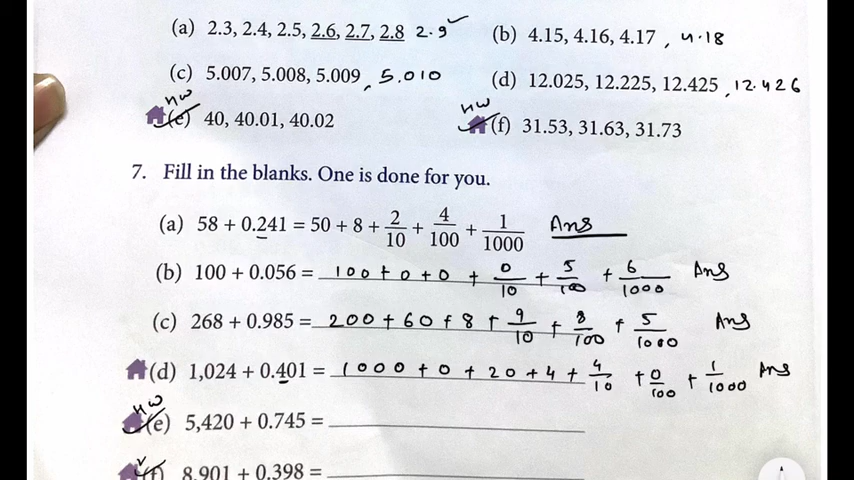 (a) 2.3, 2.4, 2.5, 2.6, 2.7, 2.8 2.9 (b) 4.15, 4.16, 4.17, 4.18
(c) 5.007, 5.008, 5.009, 5.010 (d) 12.025, 12.225, 12.425, 12.426
HW HW
(e) 40, 40.01, 40.02 (f) 31.53, 31.63, 31.73
7. Fill in the blanks. One is done for you.
(a) 58 + 0.241 = 50 + 8 + 2/10 + 4/100 + 1/1000 Ans
(b) 100 + 0.056 = 100 + 0 + 0 + 0/10 + 5/100 + 6/1000 Ans
(c) 268 + 0.985 = 200 + 60 + 8 + 9/10 + 8/100 + 5/1000 Ans
(d) 1,024 + 0.401 = 1000 + 0 + 20 + 4 + 4/10 + 0/100 + 1/1000 Ans
HW
(e) 5,420 + 0.745 =
(f) 8,901 + 0.398 =